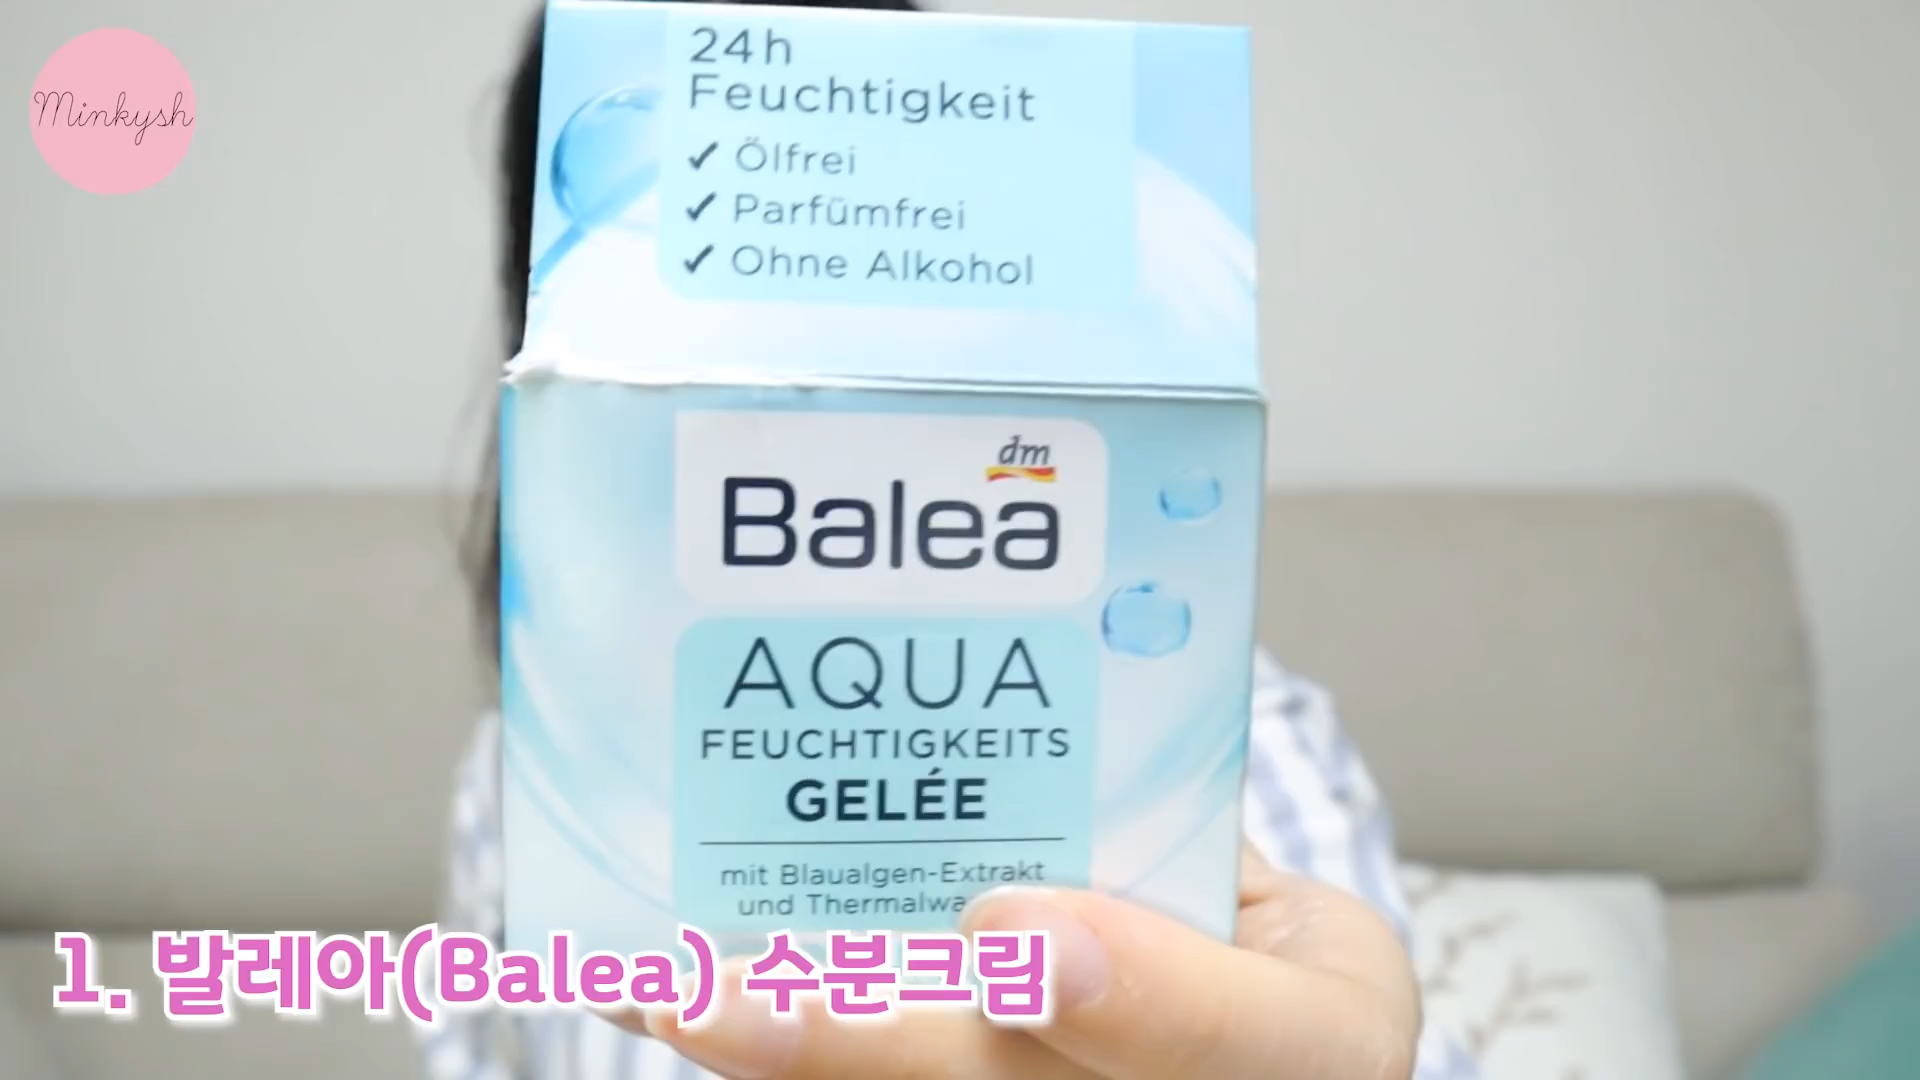 Minkysh
24h
Feuchtigkeit
✓ Ölfrei
✓ Parfümfrei
✓ Ohne Alkohol
dm
Balea
AQUA
FEUCHTIGKEITS
GELÉE
mit Blaualgen-Extrakt
und
1. 발레아(Balea) 수분크림